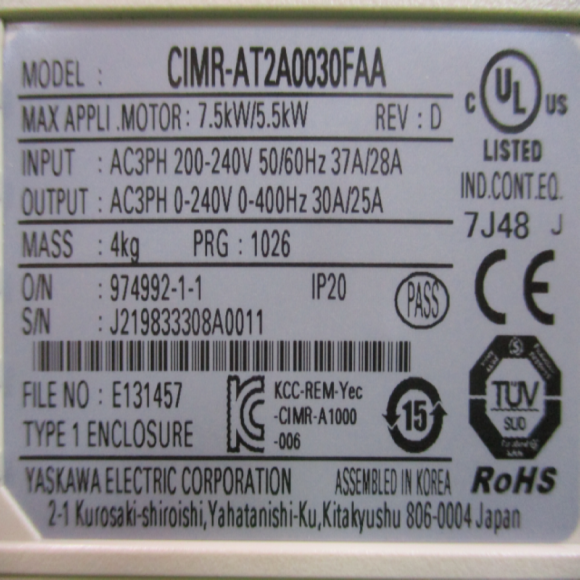 MODEL : CIMR-AT2A0030FAA
MAX APPLI .MOTOR : 7.5kW/5.5kW REV : D
INPUT : AC3PH 200-240V 50/60Hz 37A/28A
OUTPUT : AC3PH 0-240V 0-400Hz 30A/25A
MASS : 4kg PRG : 1026
O/N : 974992-1-1 IP20
S/N : J219833308A0011
PASS
FILE NO : E131457
TYPE 1 ENCLOSURE
KCC-REM-Yec
-CIMR-A1000
-006
15
C UL US
LISTED
IND.CONT.EQ.
7J48 J
CE
TÜV
SÜD
RoHS
YASKAWA ELECTRIC CORPORATION ASSEMBLED IN KOREA
2-1 Kurosaki-shiroishi,Yahatanishi-Ku,Kitakyushu 806-0004 Japan